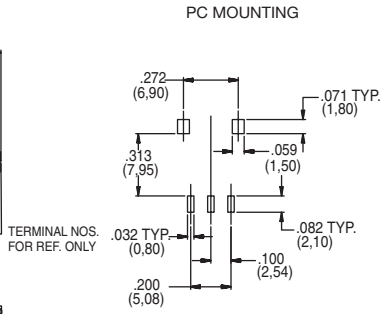 PC MOUNTING
.272
(6,90)
.071 TYP.
(1,80)
.313
(7,95)
.059
(1,50)
TERMINAL NOS.
FOR REF. ONLY
.032 TYP.
(0,80)
.082 TYP.
(2,10)
.100
(2,54)
.200
(5,08)